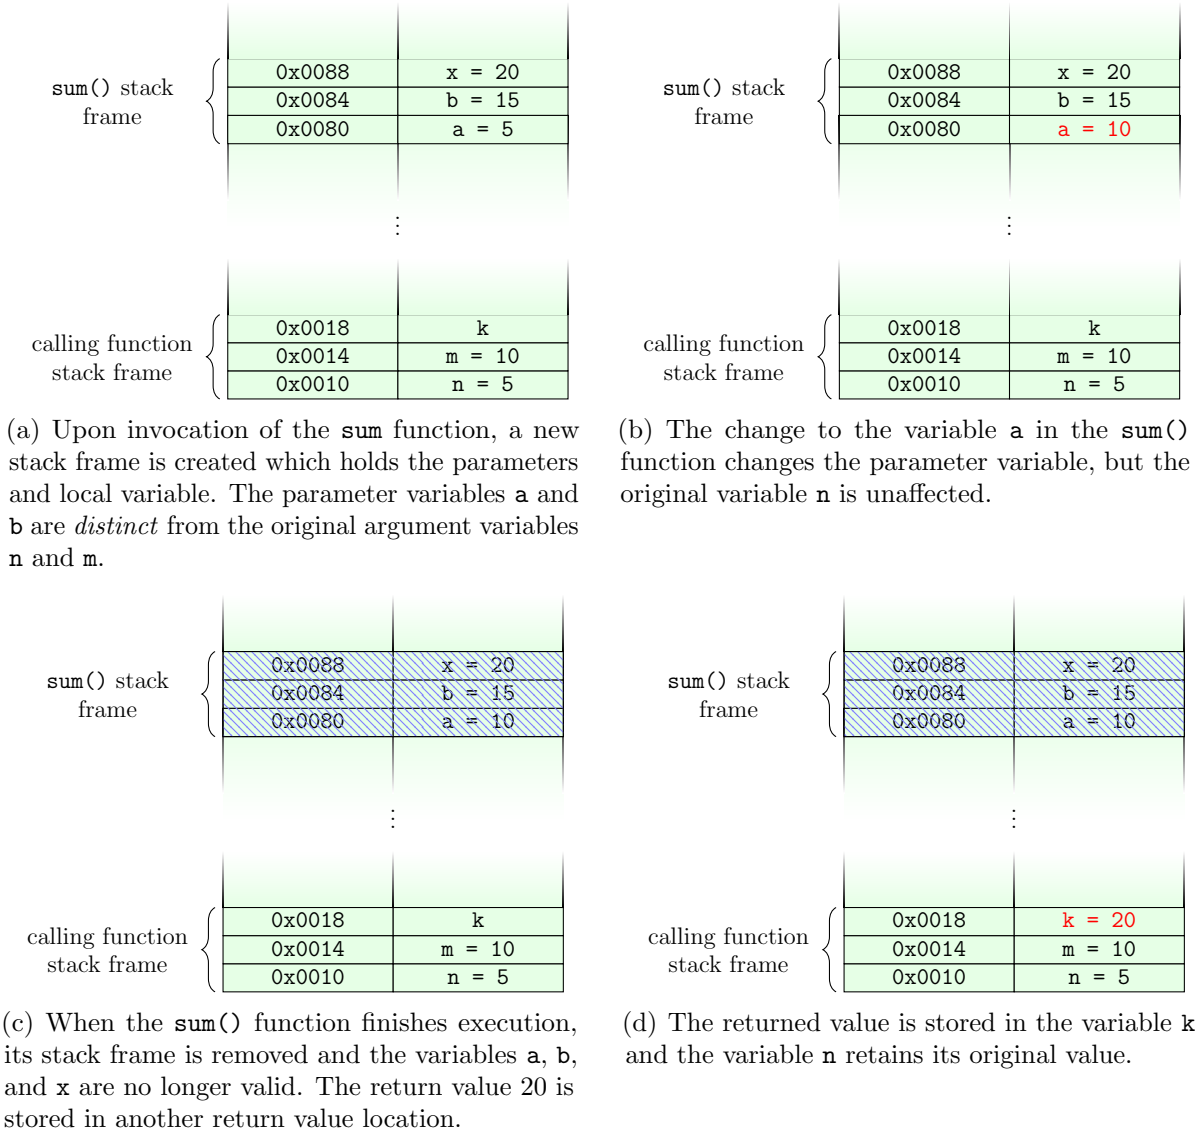 sum() stack
frame
0x0088 x = 20
0x0084 b = 15
0x0080 a = 5
⋮
calling function
stack frame
0x0018 k
0x0014 m = 10
0x0010 n = 5
(a) Upon invocation of the sum function, a new
stack frame is created which holds the parameters
and local variable. The parameter variables a and
b are distinct from the original argument variables
n and m.
sum() stack
frame
0x0088 x = 20
0x0084 b = 15
0x0080 a = 10
⋮
calling function
stack frame
0x0018 k
0x0014 m = 10
0x0010 n = 5
(b) The change to the variable a in the sum()
function changes the parameter variable, but the
original variable n is unaffected.
sum() stack
frame
0x0088 x = 20
0x0084 b = 15
0x0080 a = 10
⋮
calling function
stack frame
0x0018 k
0x0014 m = 10
0x0010 n = 5
(c) When the sum() function finishes execution,
its stack frame is removed and the variables a, b,
and x are no longer valid. The return value 20 is
stored in another return value location.
sum() stack
frame
0x0088 x = 20
0x0084 b = 15
0x0080 a = 10
⋮
calling function
stack frame
0x0018 k = 20
0x0014 m = 10
0x0010 n = 5
(d) The returned value is stored in the variable k
and the variable n retains its original value.